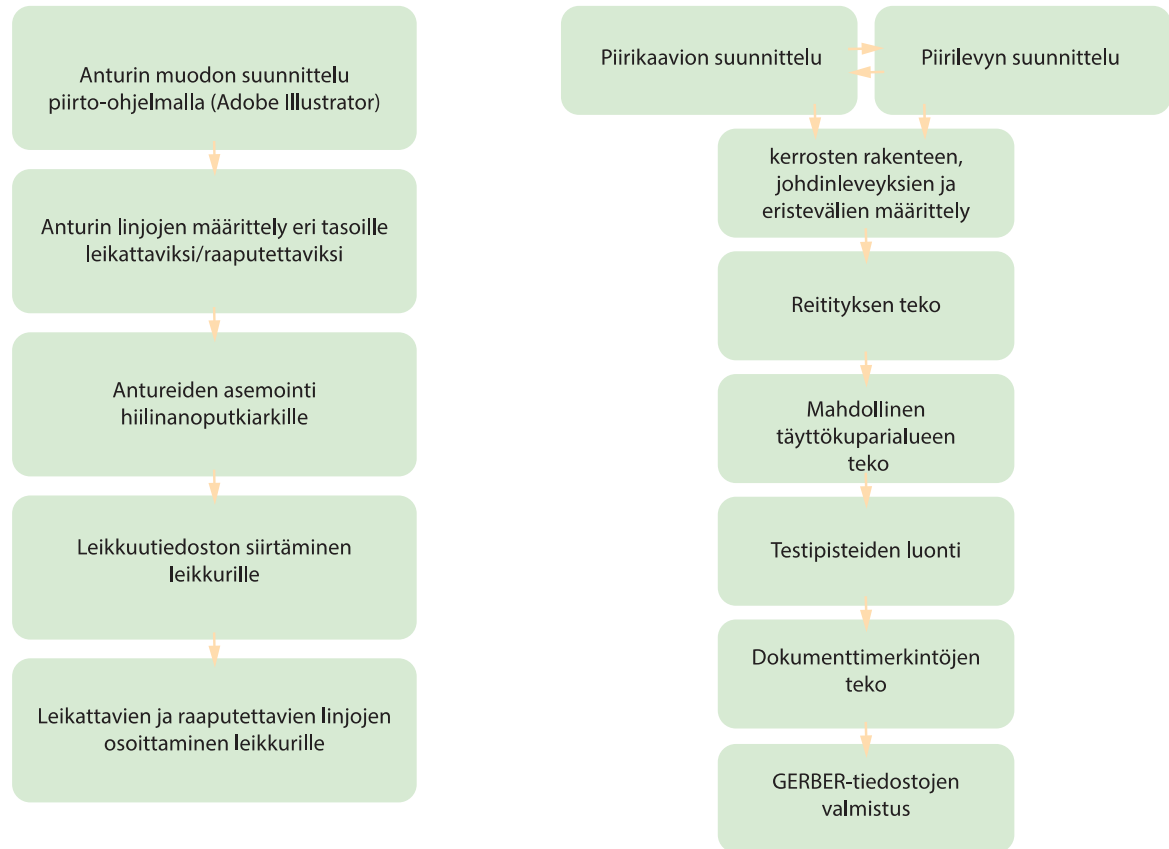 Anturin muodon suunnittelu
piirto-ohjelmalla (Adobe Illustrator)
Anturin linjojen määrittely eri tasoille
leikattaviksi/raaputettaviksi
Antureiden asemointi
hiilinanoputkiarkille
Leikkuutiedoston siirtäminen
leikkurille
Leikattavien ja raaputettavien linjojen
osoittaminen leikkurille
Piirikaavion suunnittelu
Piirilevyn suunnittelu
kerrosten rakenteen,
johdinleveyksien ja
eristevälien määrittely
Reitityksen teko
Mahdollinen
täyttökuparialueen
teko
Testipisteiden luonti
Dokumenttimerkintöjen
teko
GERBER-tiedostojen
valmistus